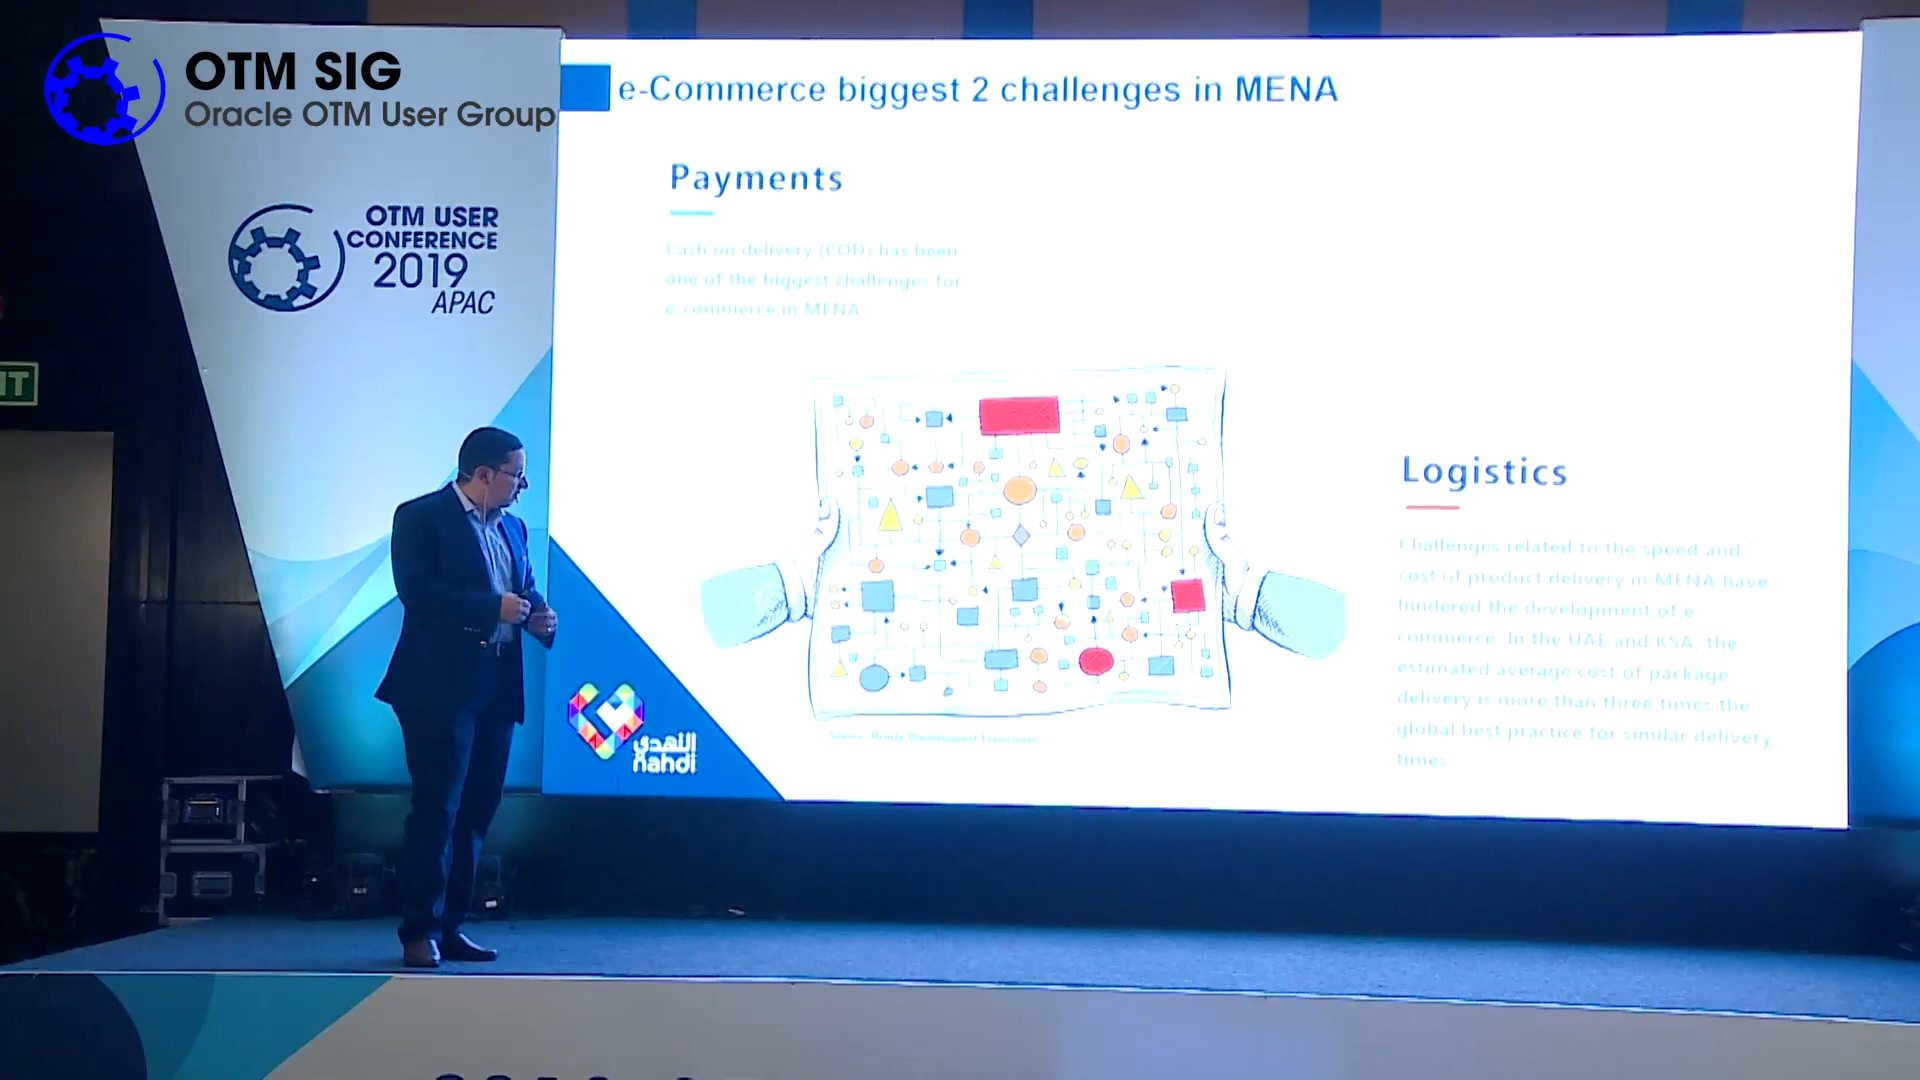 OTM SIG
Oracle OTM User Group
OTM USER
CONFERENCE
2019
APAC
IT
e-Commerce biggest 2 challenges in MENA
Payments
Cash on delivery (COD) has been
one of the biggest challenges for
e-commerce in MENA
Logistics
Challenges related to the speed and
cost of product delivery in MENA have
hindered the development of e
commerce. In the UAE and KSA, the
estimated average cost of package
delivery is more than three times the
global best practice for similar delivery
times
Source:
النهدي
nahdi